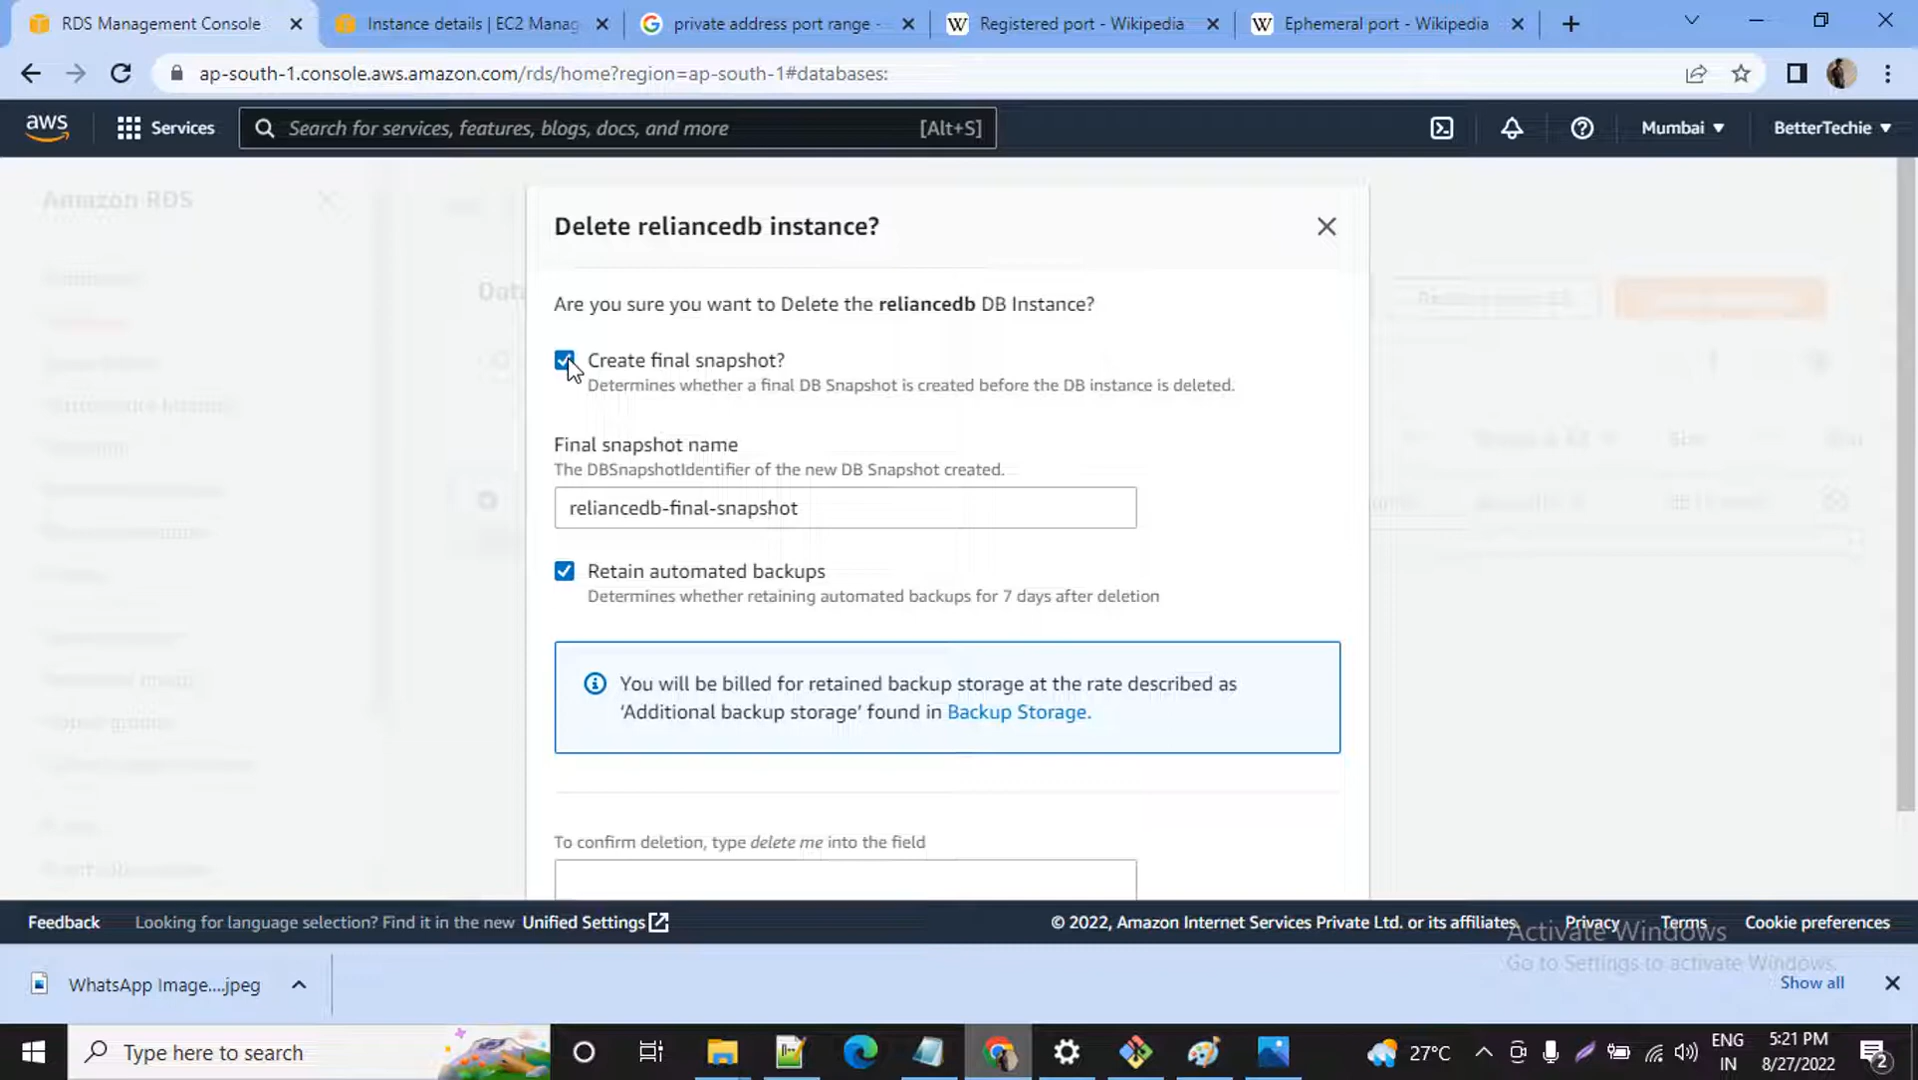 RDS Management Console
Instance details | EC2 Manag
private address port range -
Registered port - Wikipedia
Ephemeral port - Wikipedia
ap-south-1.console.aws.amazon.com/rds/home?region=ap-south-1#databases:
aws
Services
Search for services, features, blogs, docs, and more
[Alt+S]
Mumbai
BetterTechie
Amazon RDS
Delete reliancedb instance?
Are you sure you want to Delete the reliancedb DB Instance?
Create final snapshot?
Determines whether a final DB Snapshot is created before the DB instance is deleted.
Final snapshot name
The DBSnapshotIdentifier of the new DB Snapshot created.
reliancedb-final-snapshot
Retain automated backups
Determines whether retaining automated backups for 7 days after deletion
You will be billed for retained backup storage at the rate described as
‘Additional backup storage’ found in Backup Storage.
To confirm deletion, type delete me into the field
Feedback
Looking for language selection? Find it in the new Unified Settings
© 2022, Amazon Internet Services Private Ltd. or its affiliates.
Privacy
Terms
Cookie preferences
Activate Windows
Go to Settings to activate Windows.
WhatsApp Image....jpeg
Show all
Type here to search
27°C
ENG
IN
5:21 PM
8/27/2022
2